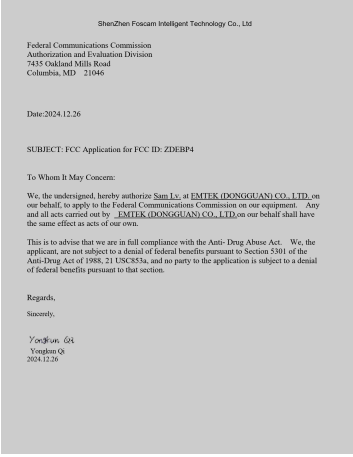 ShenZhen Foscam Intelligent Technology Co., Ltd
Federal Communications Commission
Authorization and Evaluation Division
7435 Oakland Mills Road
Columbia, MD 21046
Date:2024.12.26
SUBJECT: FCC Application for FCC ID: ZDEBP4
To Whom It May Concern:
We, the undersigned, hereby authorize Sam Lv. at EMTEK (DONGGUAN) CO., LTD. on
our behalf, to apply to the Federal Communications Commission on our equipment. Any
and all acts carried out by EMTEK (DONGGUAN) CO., LTD.on our behalf shall have
the same effect as acts of our own.
This is to advise that we are in full compliance with the Anti- Drug Abuse Act. We, the
applicant, are not subject to a denial of federal benefits pursuant to Section 5301 of the
Anti-Drug Act of 1988, 21 USC853a, and no party to the application is subject to a denial
of federal benefits pursuant to that section.
Regards,
Sincerely,
Yongkun Qi
Yongkun Qi
2024.12.26